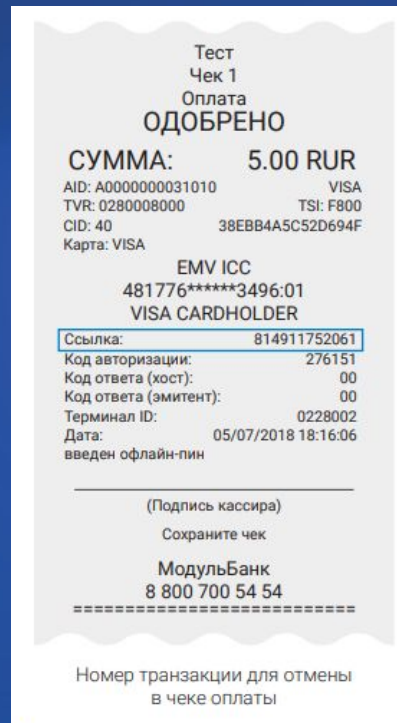 Тест
Чек 1
Оплата
ОДОБРЕНО
СУММА: 5.00 RUR
AID: A0000000031010 VISA
TVR: 0280008000 TSI: F800
CID: 40 38EBB4A5C52D694F
Карта: VISA
EMV ICC
481776******3496:01
VISA CARDHOLDER
Ссылка: 814911752061
Код авторизации: 276151
Код ответа (хост): 00
Код ответа (эмитент): 00
Терминал ID: 0228002
Дата: 05/07/2018 18:16:06
введен офлайн-пин
(Подпись кассира)
Сохраните чек
МодульБанк
8 800 700 54 54
============================
Номер транзакции для отмены
в чеке оплаты